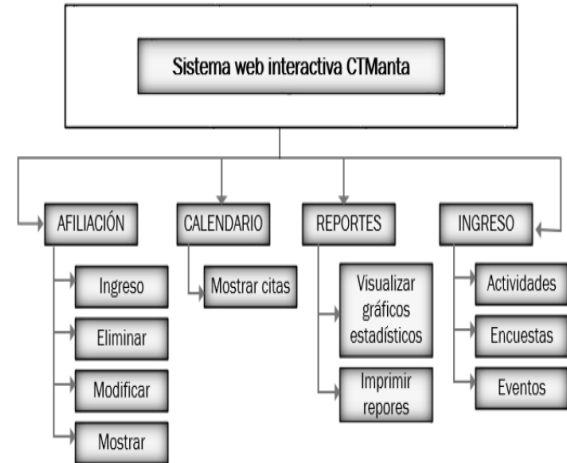 Sistema web interactiva CTManta
AFILIACIÓN
Ingreso
Eliminar
Modificar
Mostrar
CALENDARIO
Mostrar citas
REPORTES
Visualizar
gráficos
estadísticos
Imprimir
repores
INGRESO
Actividades
Encuestas
Eventos